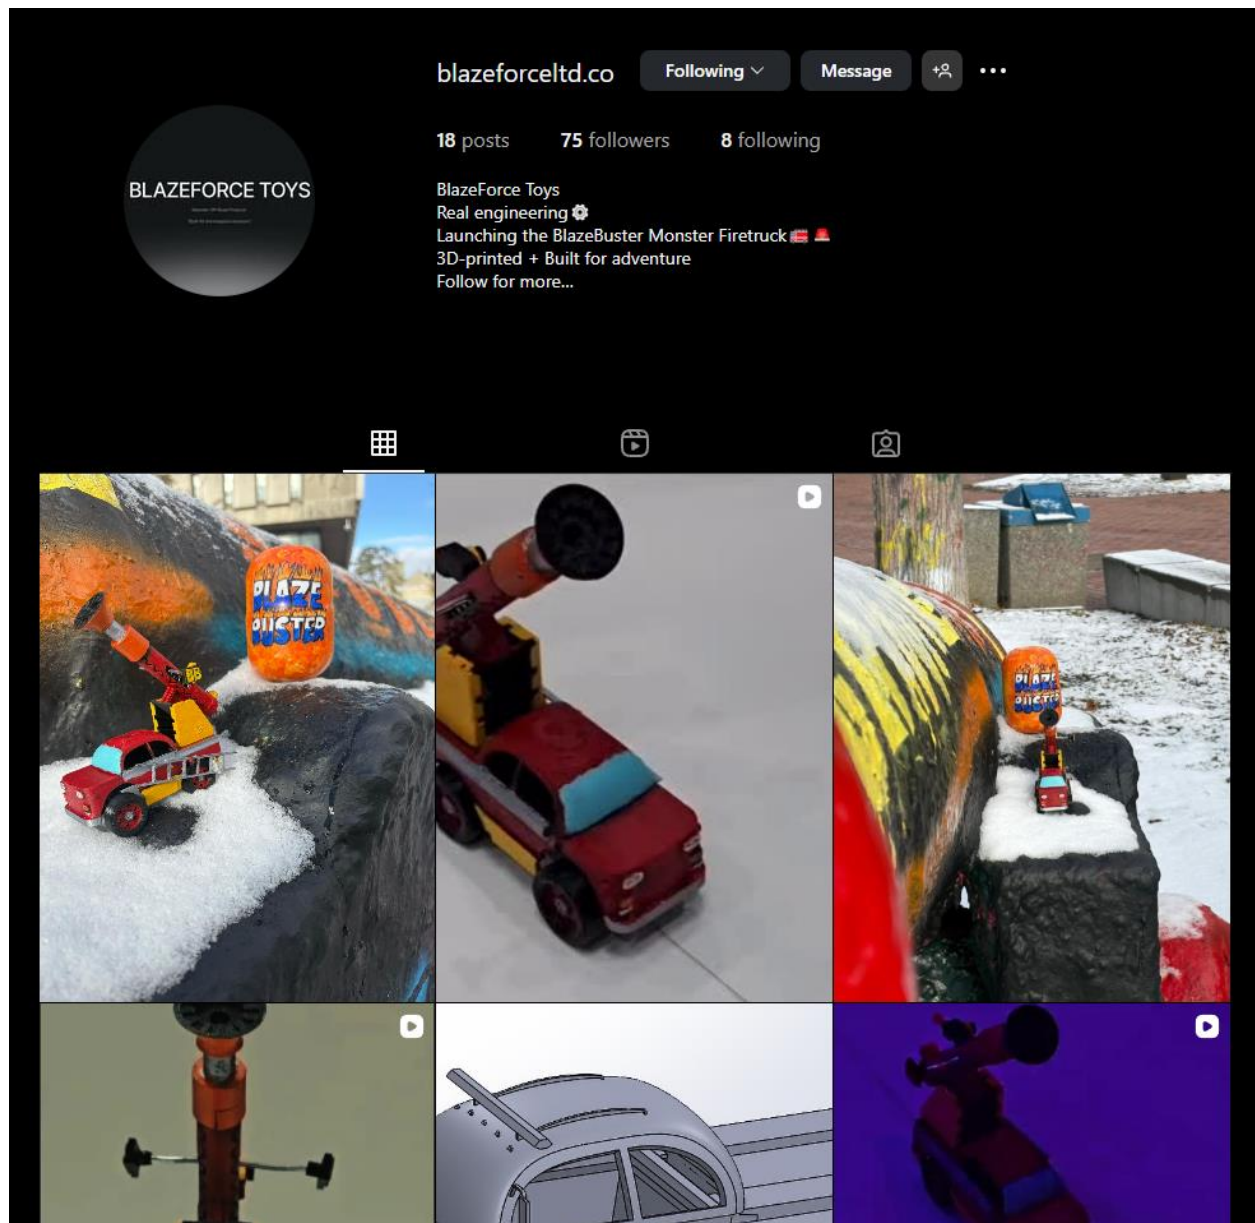 blazeforceltd.co Following Message
18 posts 75 followers 8 following
BLAZEFORCE TOYS
BlazeForce Toys
Real engineering⚙️
Launching the BlazeBuster Monster Firetruck🚒 🚨
3D-printed + Built for adventure
Follow for more...
BLAZE
BUSTER
BLAZE
BUSTER